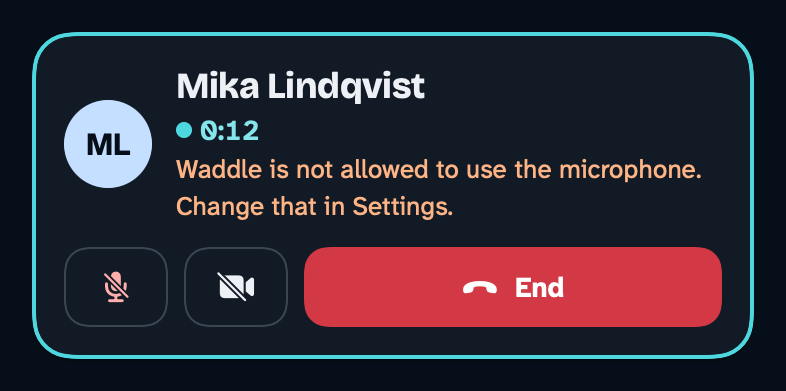 Mika Lindqvist
ML
0:12
Waddle is not allowed to use the microphone.
Change that in Settings.
End